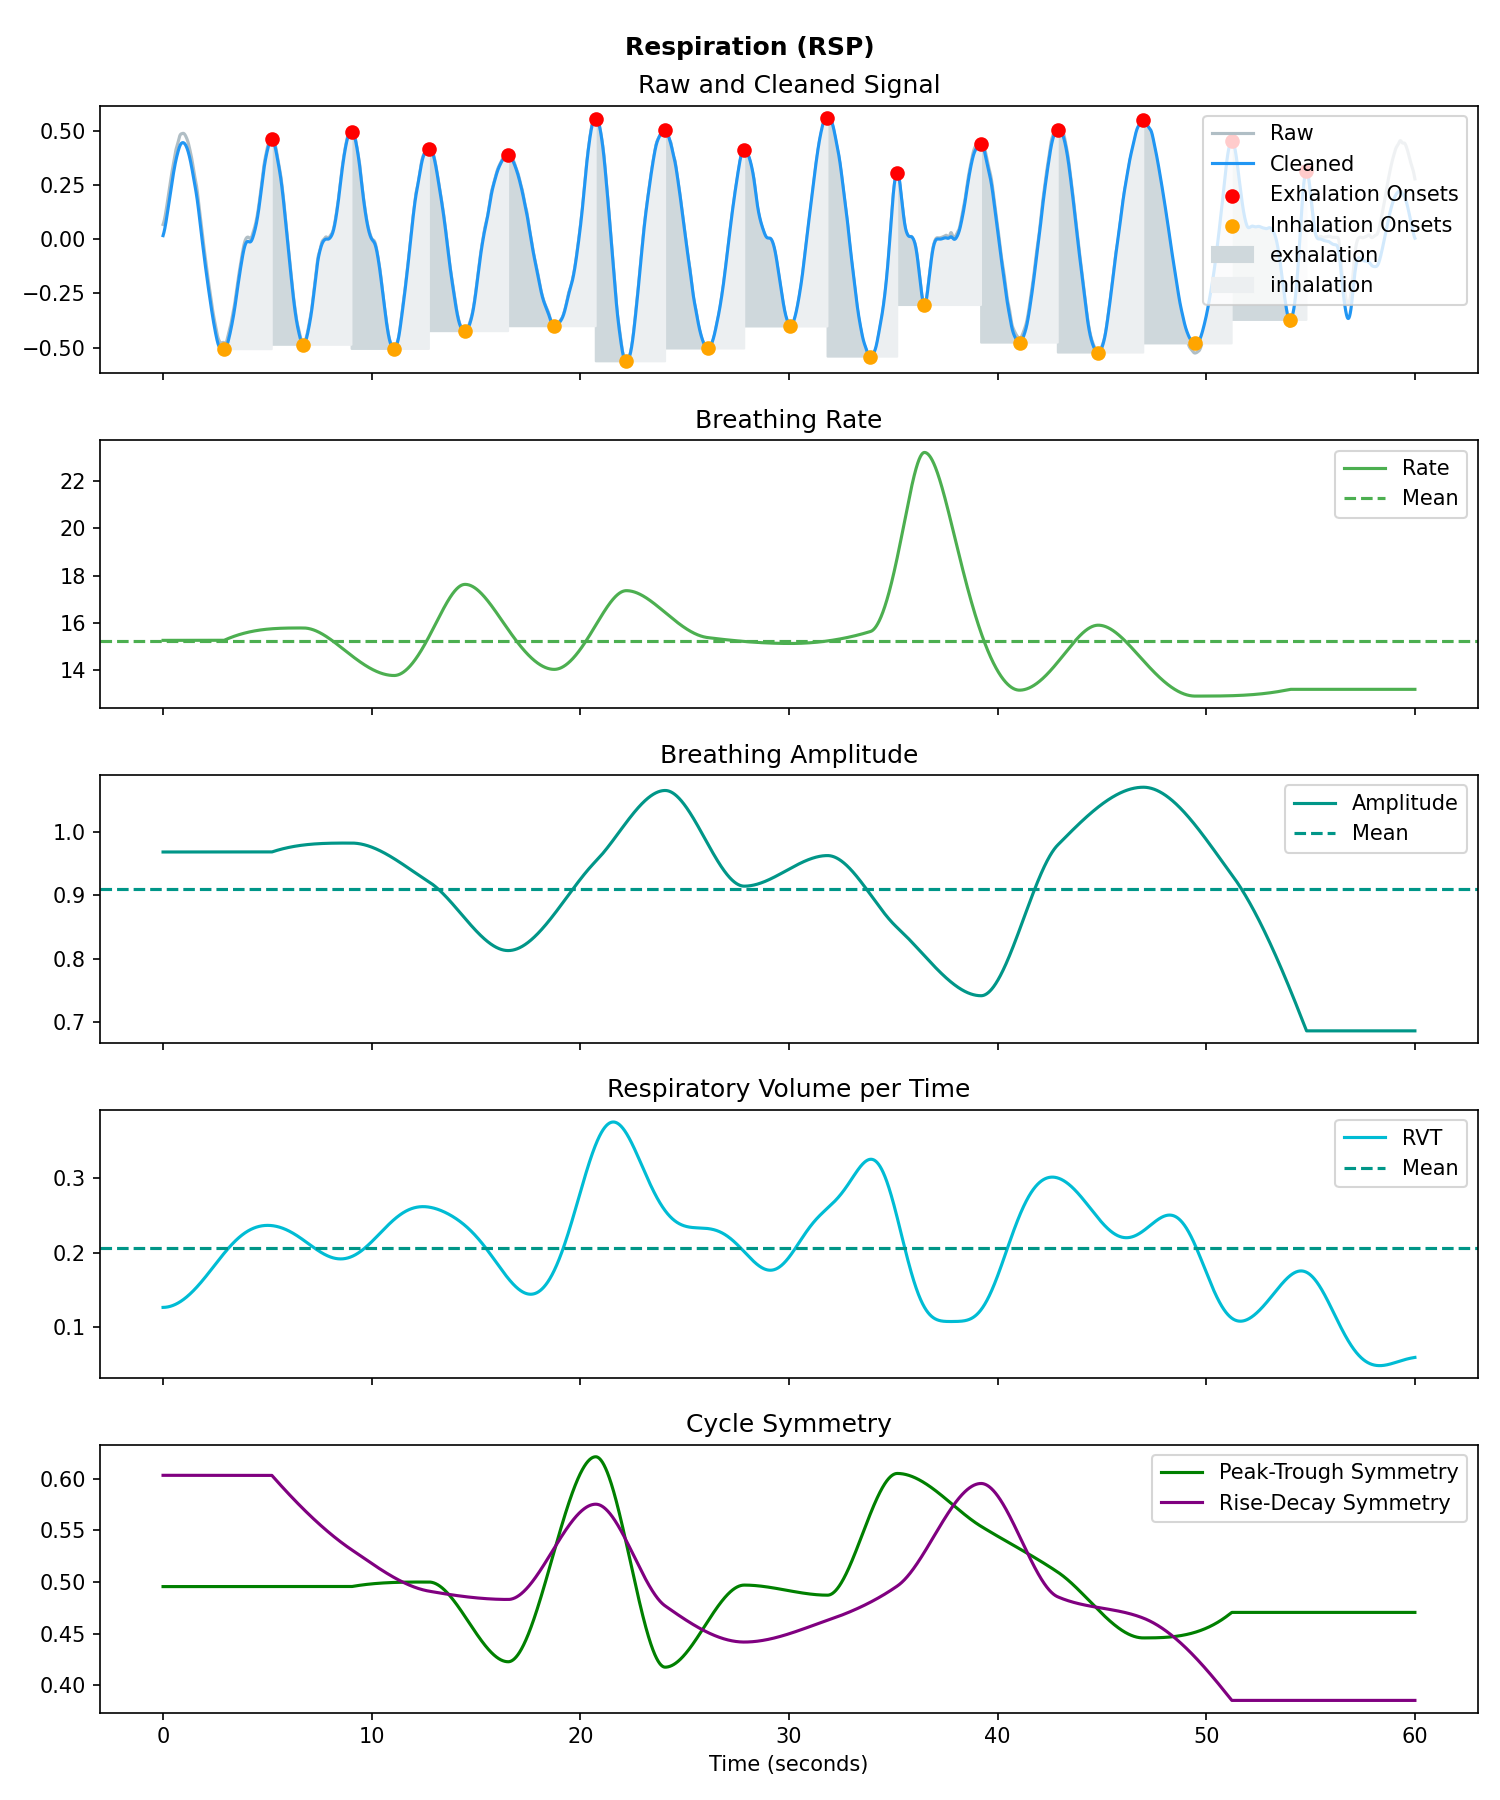 Respiration (RSP)
Raw and Cleaned Signal
0.50
0.25
0.00
−0.25
−0.50
Raw
Cleaned
Exhalation Onsets
Inhalation Onsets
exhalation
inhalation
Breathing Rate
22
20
18
16
14
Rate
Mean
Breathing Amplitude
1.0
0.9
0.8
0.7
Amplitude
Mean
Respiratory Volume per Time
0.3
0.2
0.1
RVT
Mean
Cycle Symmetry
0.60
0.55
0.50
0.45
0.40
Peak-Trough Symmetry
Rise-Decay Symmetry
0 10 20 30 40 50 60
Time (seconds)